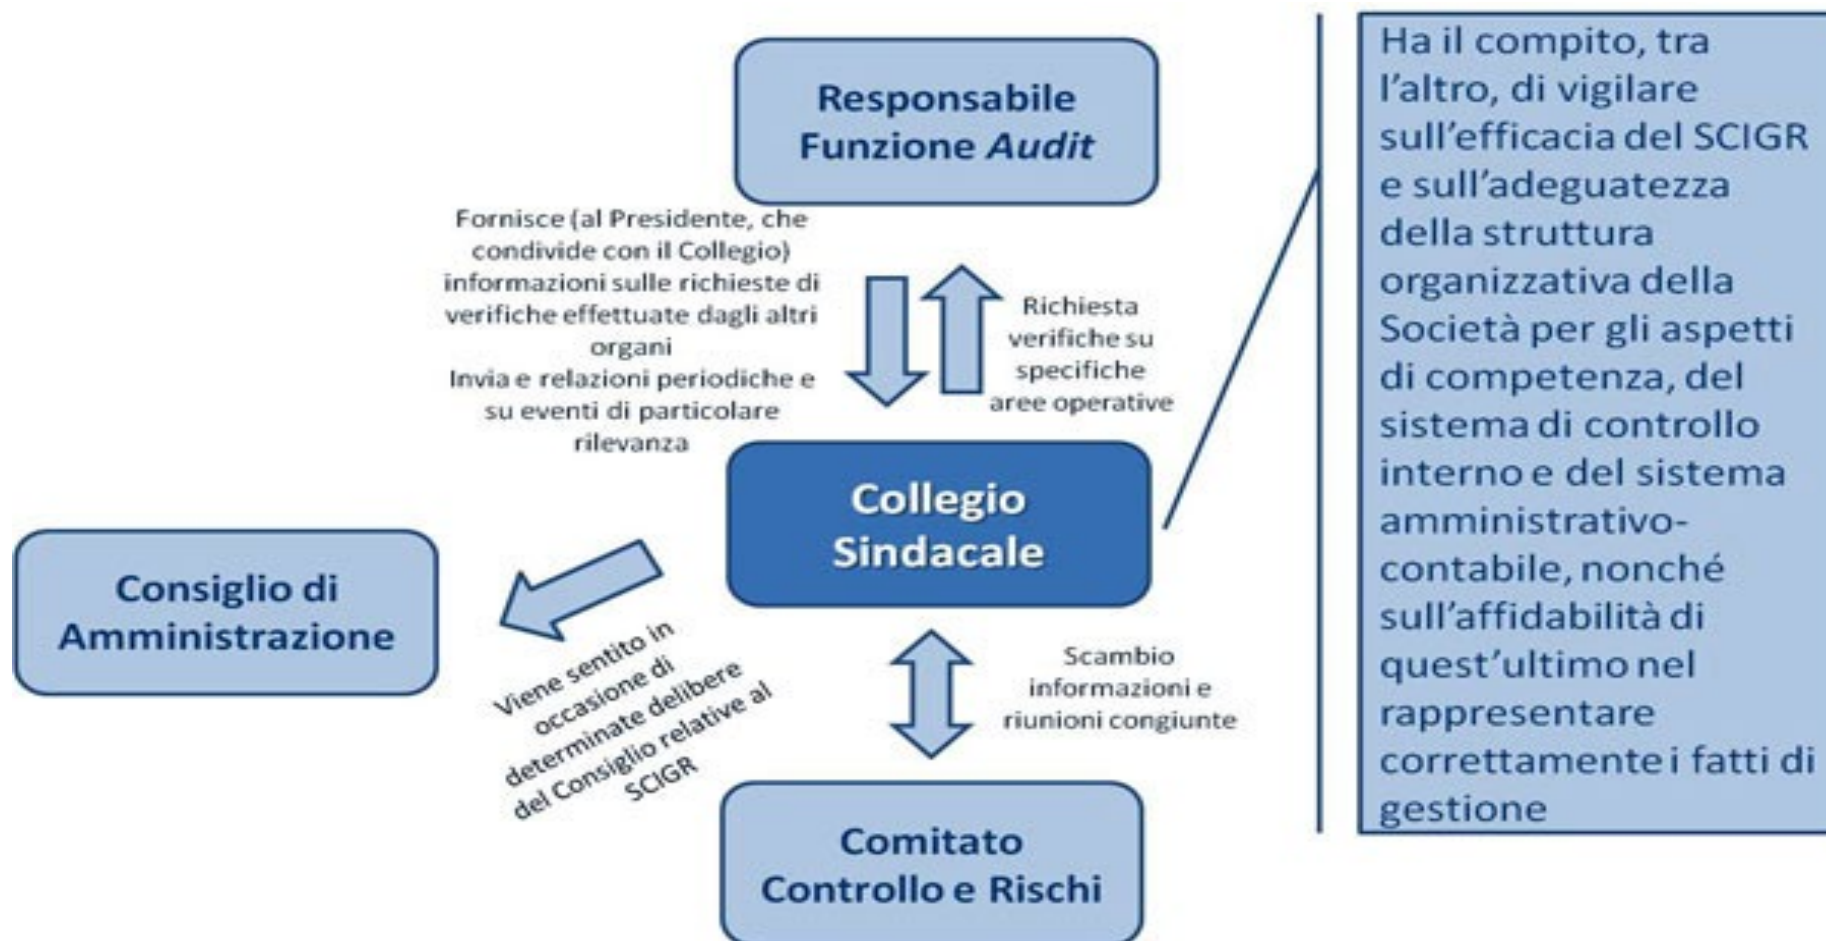 Responsabile
Funzione Audit
Fornisce (al Presidente, che
condivide con il Collegio)
informazioni sulle richieste di
verifiche effettuate dagli altri
organi
Invia e relazioni periodiche e
su eventi di particolare
rilevanza
Richiesta
verifiche su
specifiche
aree operative
Collegio
Sindacale
Consiglio di
Amministrazione
Viene sentito in
occasione di
determinate delibere
del Consiglio relative al
SCIGR
Scambio
informazioni e
riunioni congiunte
Comitato
Controllo e Rischi
Ha il compito, tra
l’altro, di vigilare
sull’efficacia del SCIGR
e sull’adeguatezza
della struttura
organizzativa della
Società per gli aspetti
di competenza, del
sistema di controllo
interno e del sistema
amministrativo-
contabile, nonché
sull’affidabilità di
quest’ultimo nel
rappresentare
correttamente i fatti di
gestione